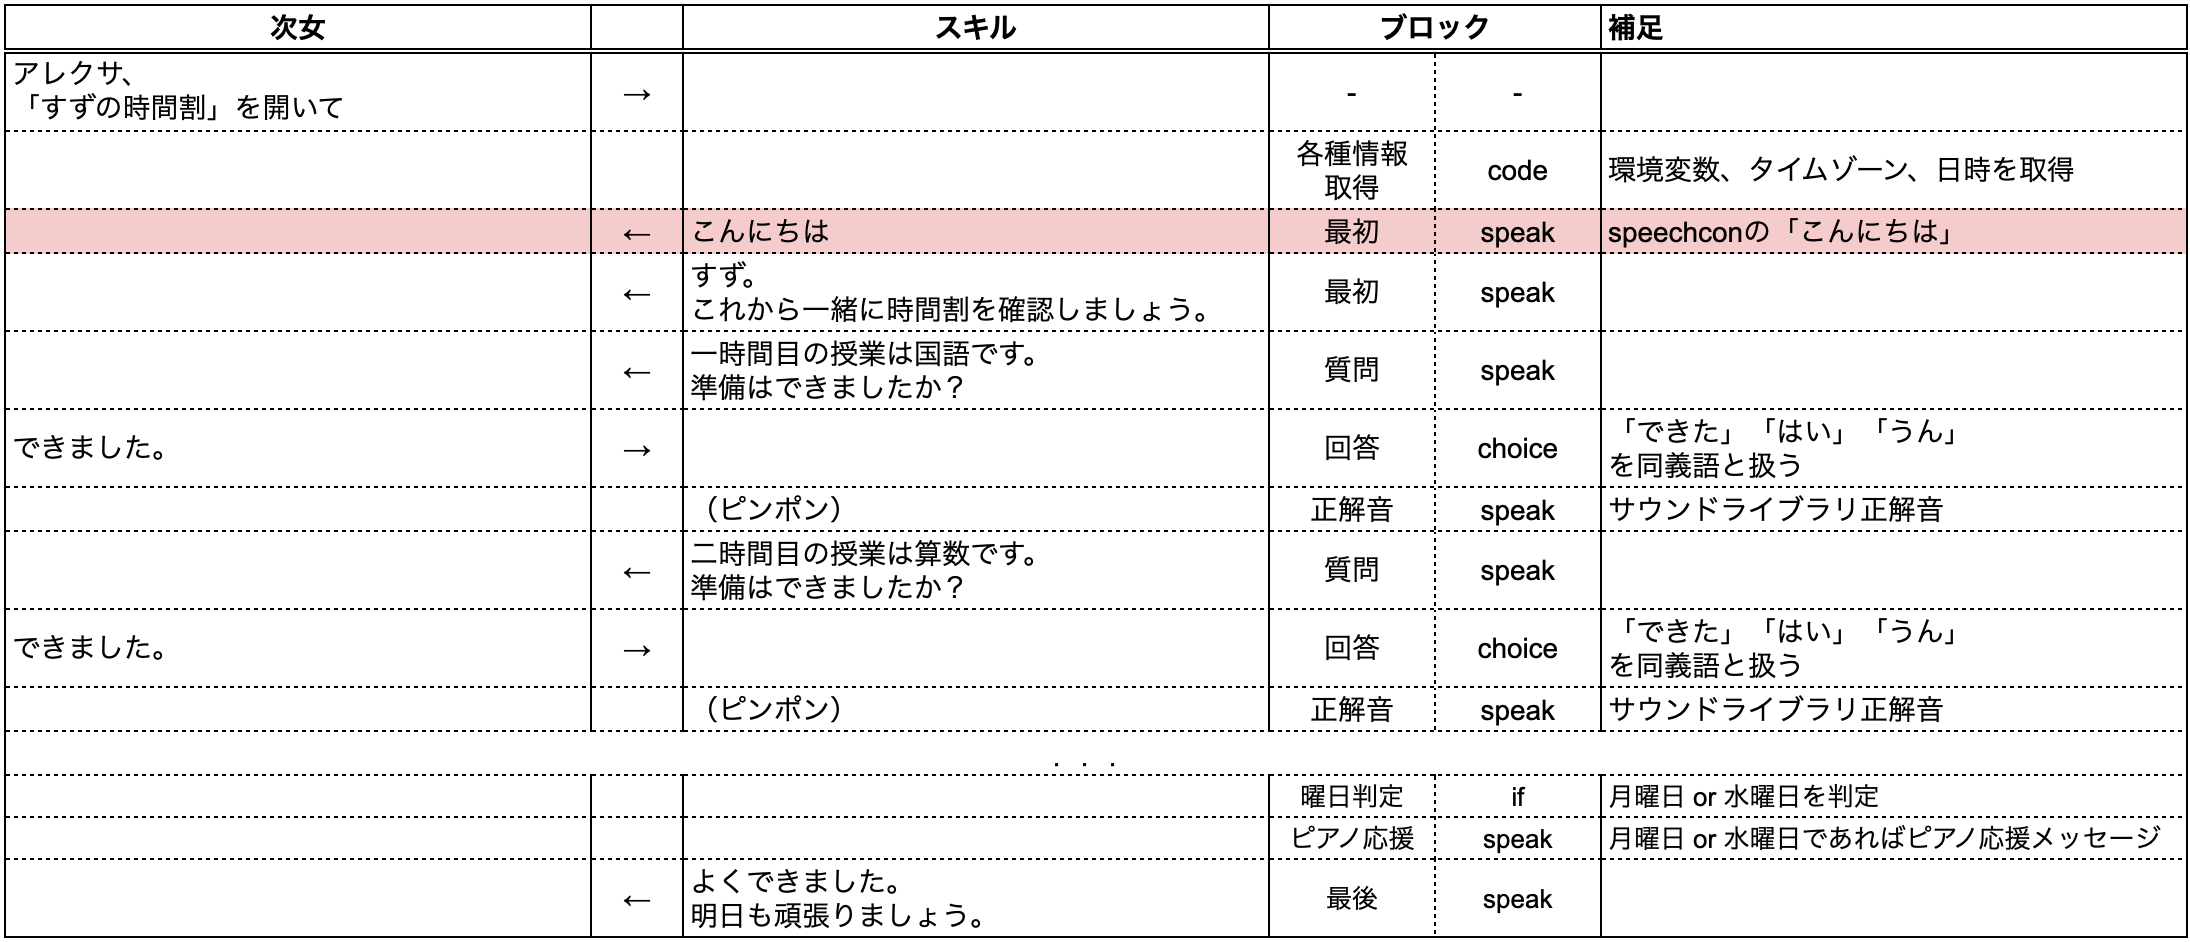 次女 スキル ブロック 補足
アレクサ、
「すずの時間割」を開いて
→ - -
各種情報
取得
code 環境変数、タイムゾーン、日時を取得
← こんにちは 最初 speak speechconの「こんにちは」
すず。
これから一緒に時間割を確認しましょう。
← 最初 speak
一時間目の授業は国語です。
準備はできましたか？
← 質問 speak
できました。 → 回答 choice
「できた」「はい」「うん」
を同義語と扱う
（ピンポン） 正解音 speak サウンドライブラリ正解音
二時間目の授業は算数です。
準備はできましたか？
← 質問 speak
できました。 → 回答 choice
「できた」「はい」「うん」
を同義語と扱う
（ピンポン） 正解音 speak サウンドライブラリ正解音
. . .
曜日判定 if 月曜日 or 水曜日を判定
ピアノ応援 speak 月曜日 or 水曜日であればピアノ応援メッセージ
よくできました。
明日も頑張りましょう。
← 最後 speak